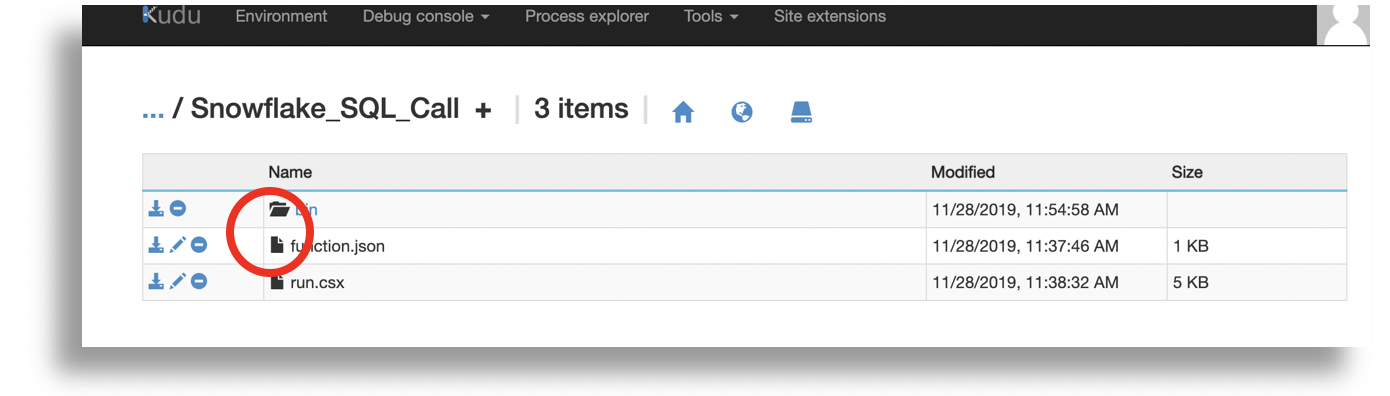 Kudu Environment Debug console Process explorer Tools Site extensions
... / Snowflake_SQL_Call + 3 items
Name Modified Size
bin 11/28/2019, 11:54:58 AM
function.json 11/28/2019, 11:37:46 AM 1 KB
run.csx 11/28/2019, 11:38:32 AM 5 KB